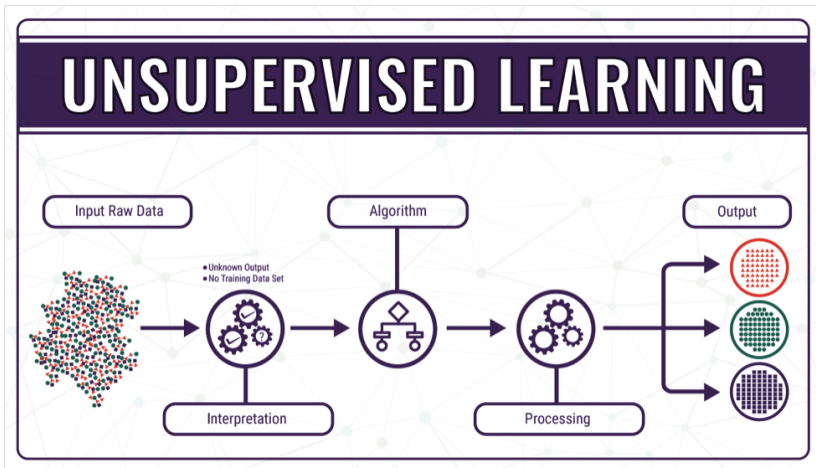 UNSUPERVISED LEARNING
Input Raw Data
Algorithm
Output
• Unknown Output
• No Training Data Set
?
Interpretation
Processing